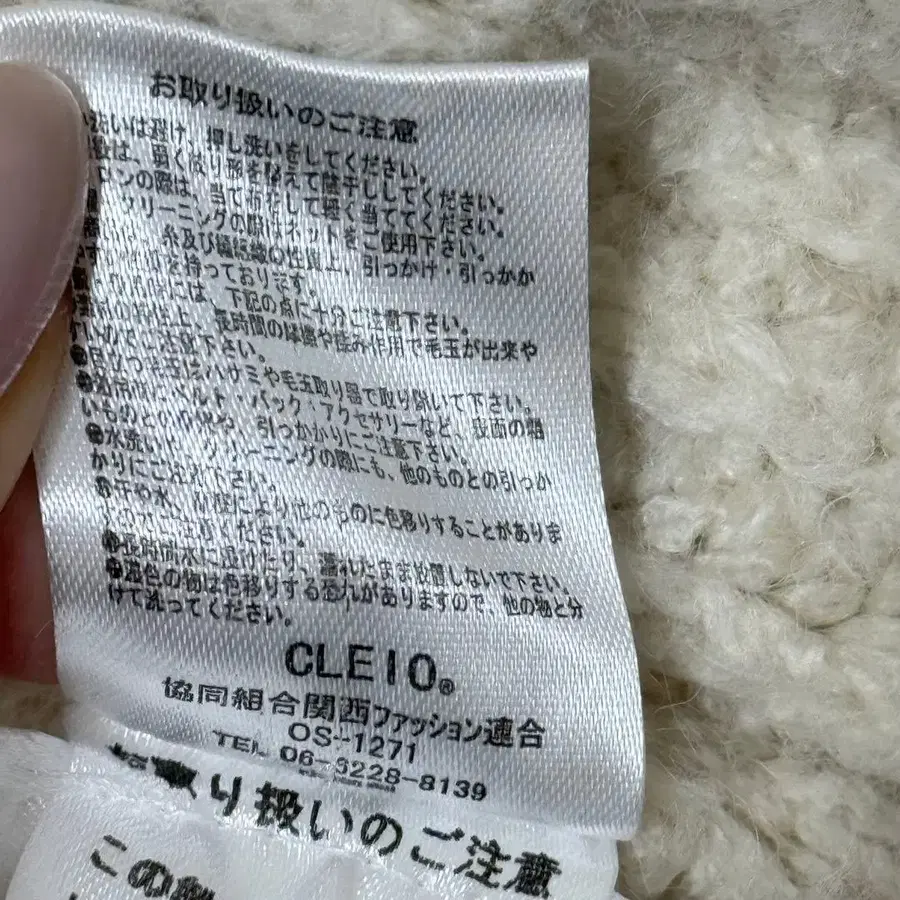 お取り扱いのご注意
洗いは避け、押し洗いをしてください。
は、軽く絞り形を整えて陰干ししてください。
ロンの際は、当て布をして軽く当ててください。
クリーニングの際はネットをご使用下さい。
糸及び編組織の性質上、引っかけ・引っかか
を持っております。
には、下記の点に十分ご注意下さい。
上、長時間の摩擦や揉み作用で毛玉が出来や
ご注意下さい。
目立つ毛玉はハサミや毛玉取り器で取り除いて下さい。
着用時にベルト・バック・アクセサリーなど、表面の粗
いものとの摩擦や、引っかかりにご注意下さい。
水洗いや、クリーニングの際にも、他のものとの引っか
かりにご注意下さい。
汗や水、摩擦により他のものに色移りすることがありま
すのでご注意ください。
長時間水に浸けたり、濡れたまま放置しないで下さい。
濃色の物は色移りする恐れがありますので、他の物と分
けて洗ってください。
CLEIO®
協同組合関西ファッション連合
OS-1271
TEL 06-6228-8139
取り扱いのご注意
この